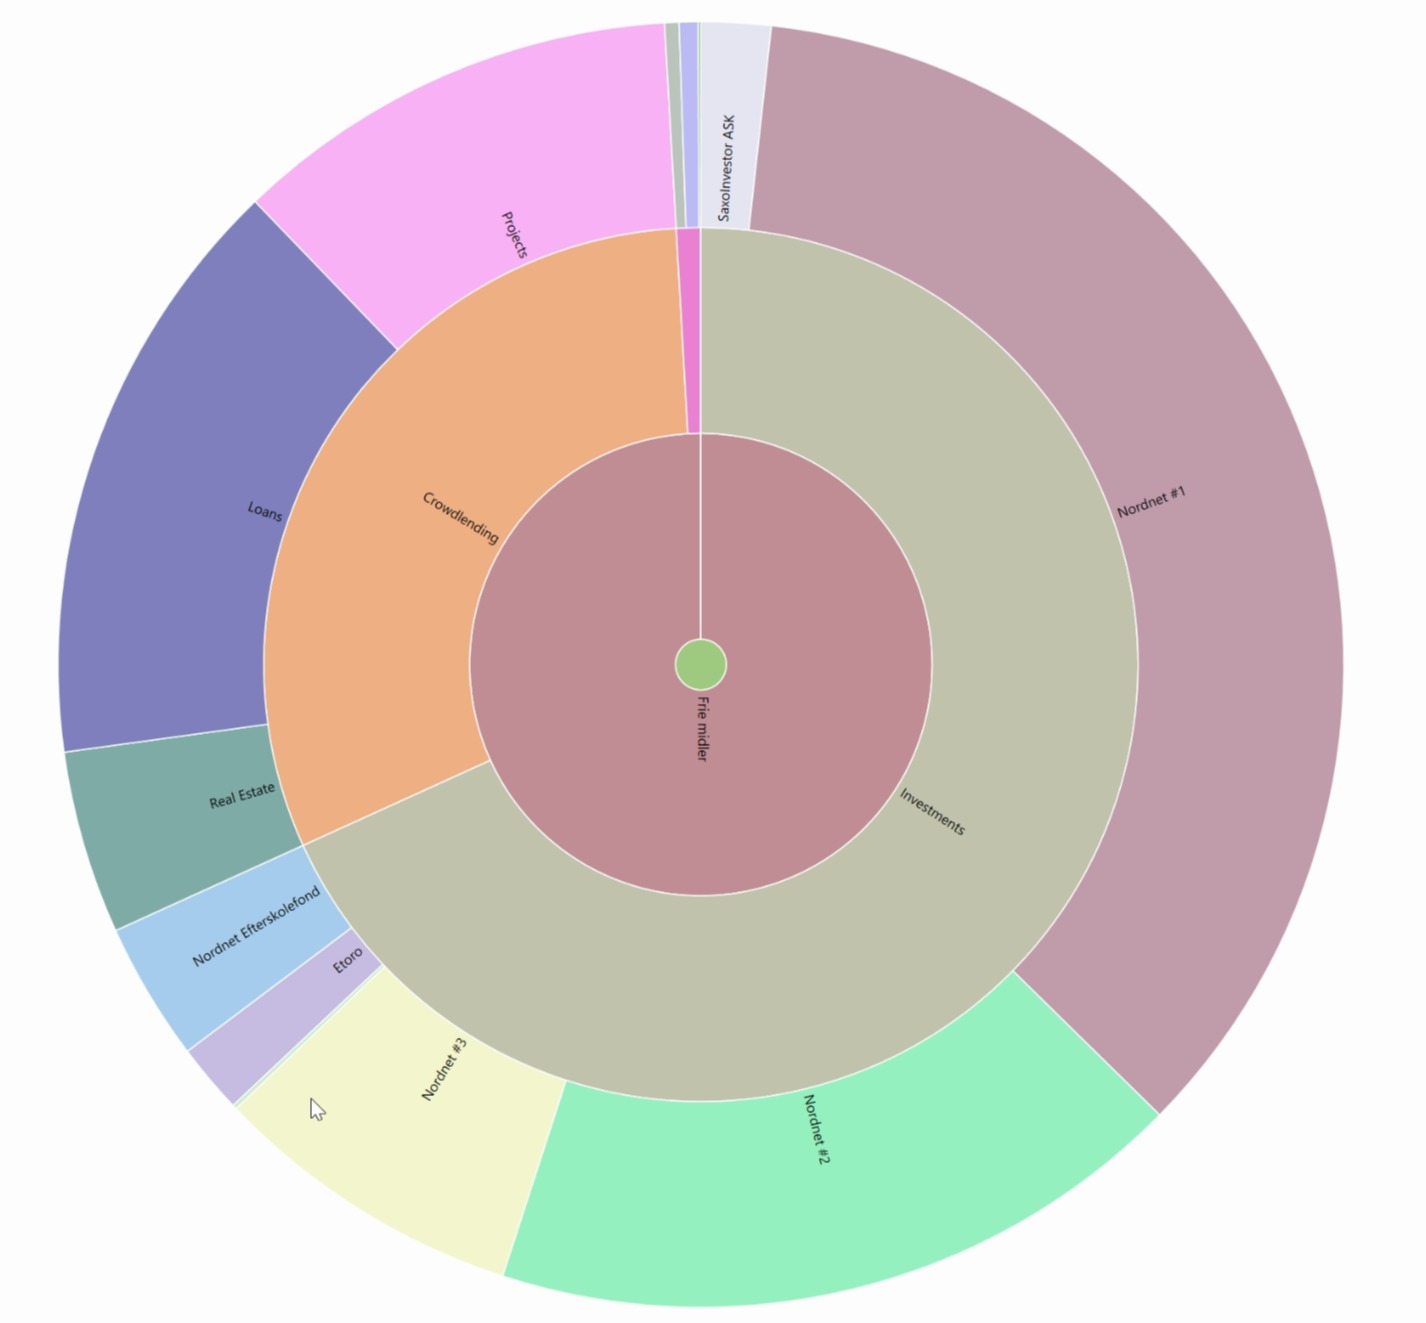 SaxoInvestor ASK
Projects
Nordnet #1
Crowdlending
Loans
Frie midler
Real Estate
Investments
Nordnet Efterskolefond
Etoro
Nordnet #3
Nordnet #2